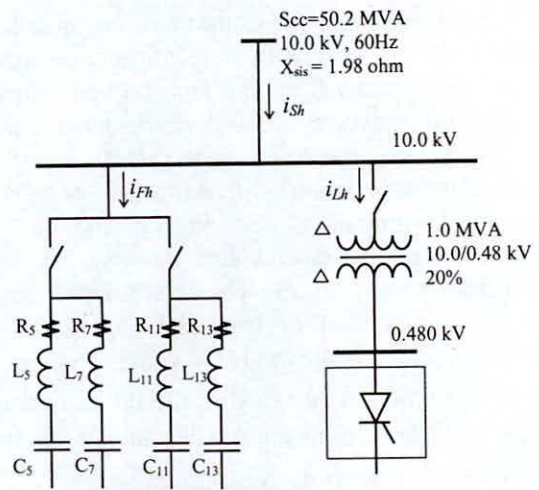 Scc=50.2 MVA
10.0 kV, 60Hz
Xsis = 1.98 ohm
iSh
10.0 kV
iFh
iLh
Δ
1.0 MVA
10.0/0.48 kV
Δ
20%
R5
R7
R11
R13
0.480 kV
L5
L7
L11
L13
C5
C7
C11
C13